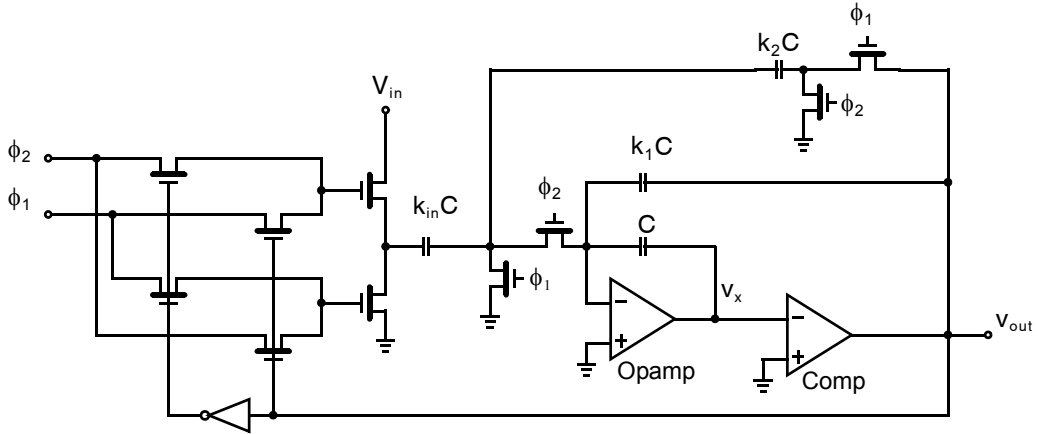 ϕ₁
k₂C
V_in
ϕ₂
ϕ₂
k₁C
ϕ₁
ϕ₂
k_inC
C
ϕ₁
v_x
−
−
v_out
+
+
Opamp
Comp